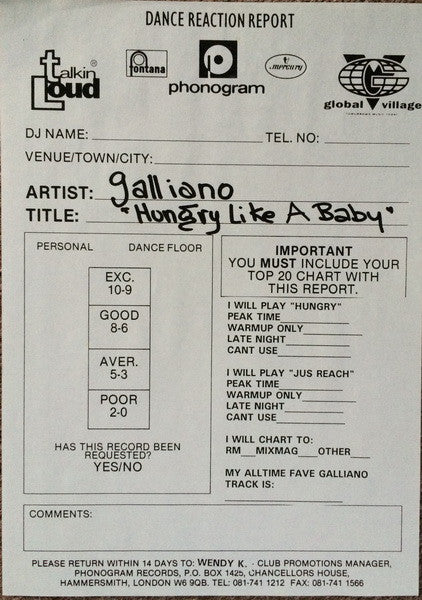 DANCE REACTION REPORT
talkin Loud
fontana
phonogram
mercury
global village
DJ NAME: TEL. NO:
VENUE/TOWN/CITY:
ARTIST: galliano
TITLE: "Hungry Like A Baby"
PERSONAL DANCE FLOOR
EXC.
10-9
GOOD
8-6
AVER.
5-3
POOR
2-0
HAS THIS RECORD BEEN
REQUESTED?
YES/NO
IMPORTANT
YOU MUST INCLUDE YOUR
TOP 20 CHART WITH
THIS REPORT.
I WILL PLAY "HUNGRY"
PEAK TIME
WARMUP ONLY
LATE NIGHT
CANT USE
I WILL PLAY "JUS REACH"
PEAK TIME
WARMUP ONLY
LATE NIGHT
CANT USE
I WILL CHART TO:
RM___MIXMAG___OTHER___
MY ALLTIME FAVE GALLIANO
TRACK IS:
COMMENTS:
PLEASE RETURN WITHIN 14 DAYS TO: WENDY K. - CLUB PROMOTIONS MANAGER,
PHONOGRAM RECORDS, P.O. BOX 1425, CHANCELLORS HOUSE,
HAMMERSMITH, LONDON W6 9QB. TEL: 081-741 1212 FAX: 081-741 1566